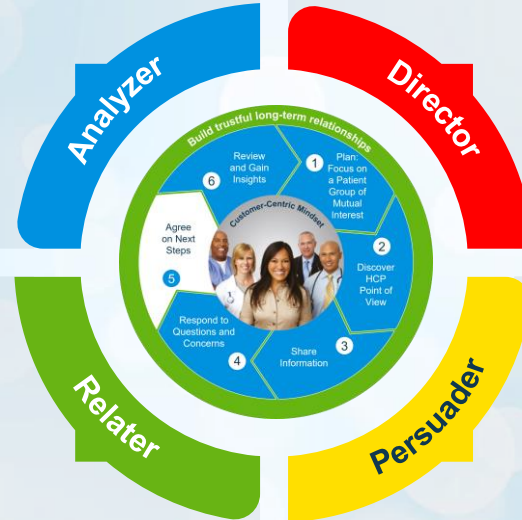 Analyzer
Director
Build trustful long-term relationships
1
Plan:
Focus on
a Patient
Group of
Mutual
Interest
2
Discover
HCP
Point of
View
3
Share
Information
4
Respond to
Questions and
Concerns
5
Agree
on Next
Steps
6
Review
and Gain
Insights
Customer-Centric Mindset
Relater
Persuader